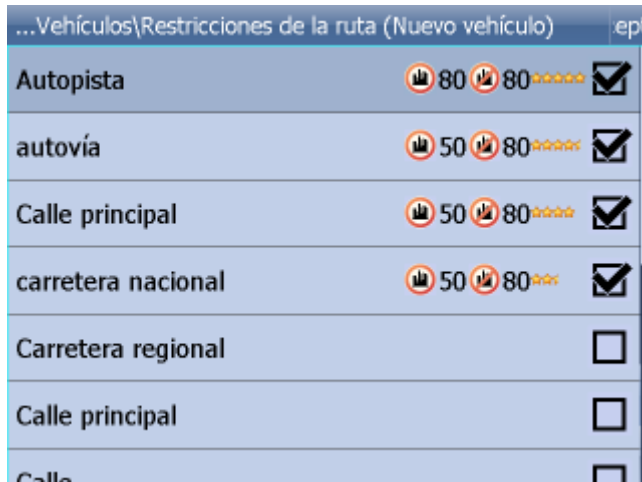 ...Vehículos\Restricciones de la ruta (Nuevo vehículo)
Autopista 80 80
autovía 50 80
Calle principal 50 80
carretera nacional 50 80
Carretera regional
Calle principal
Calle